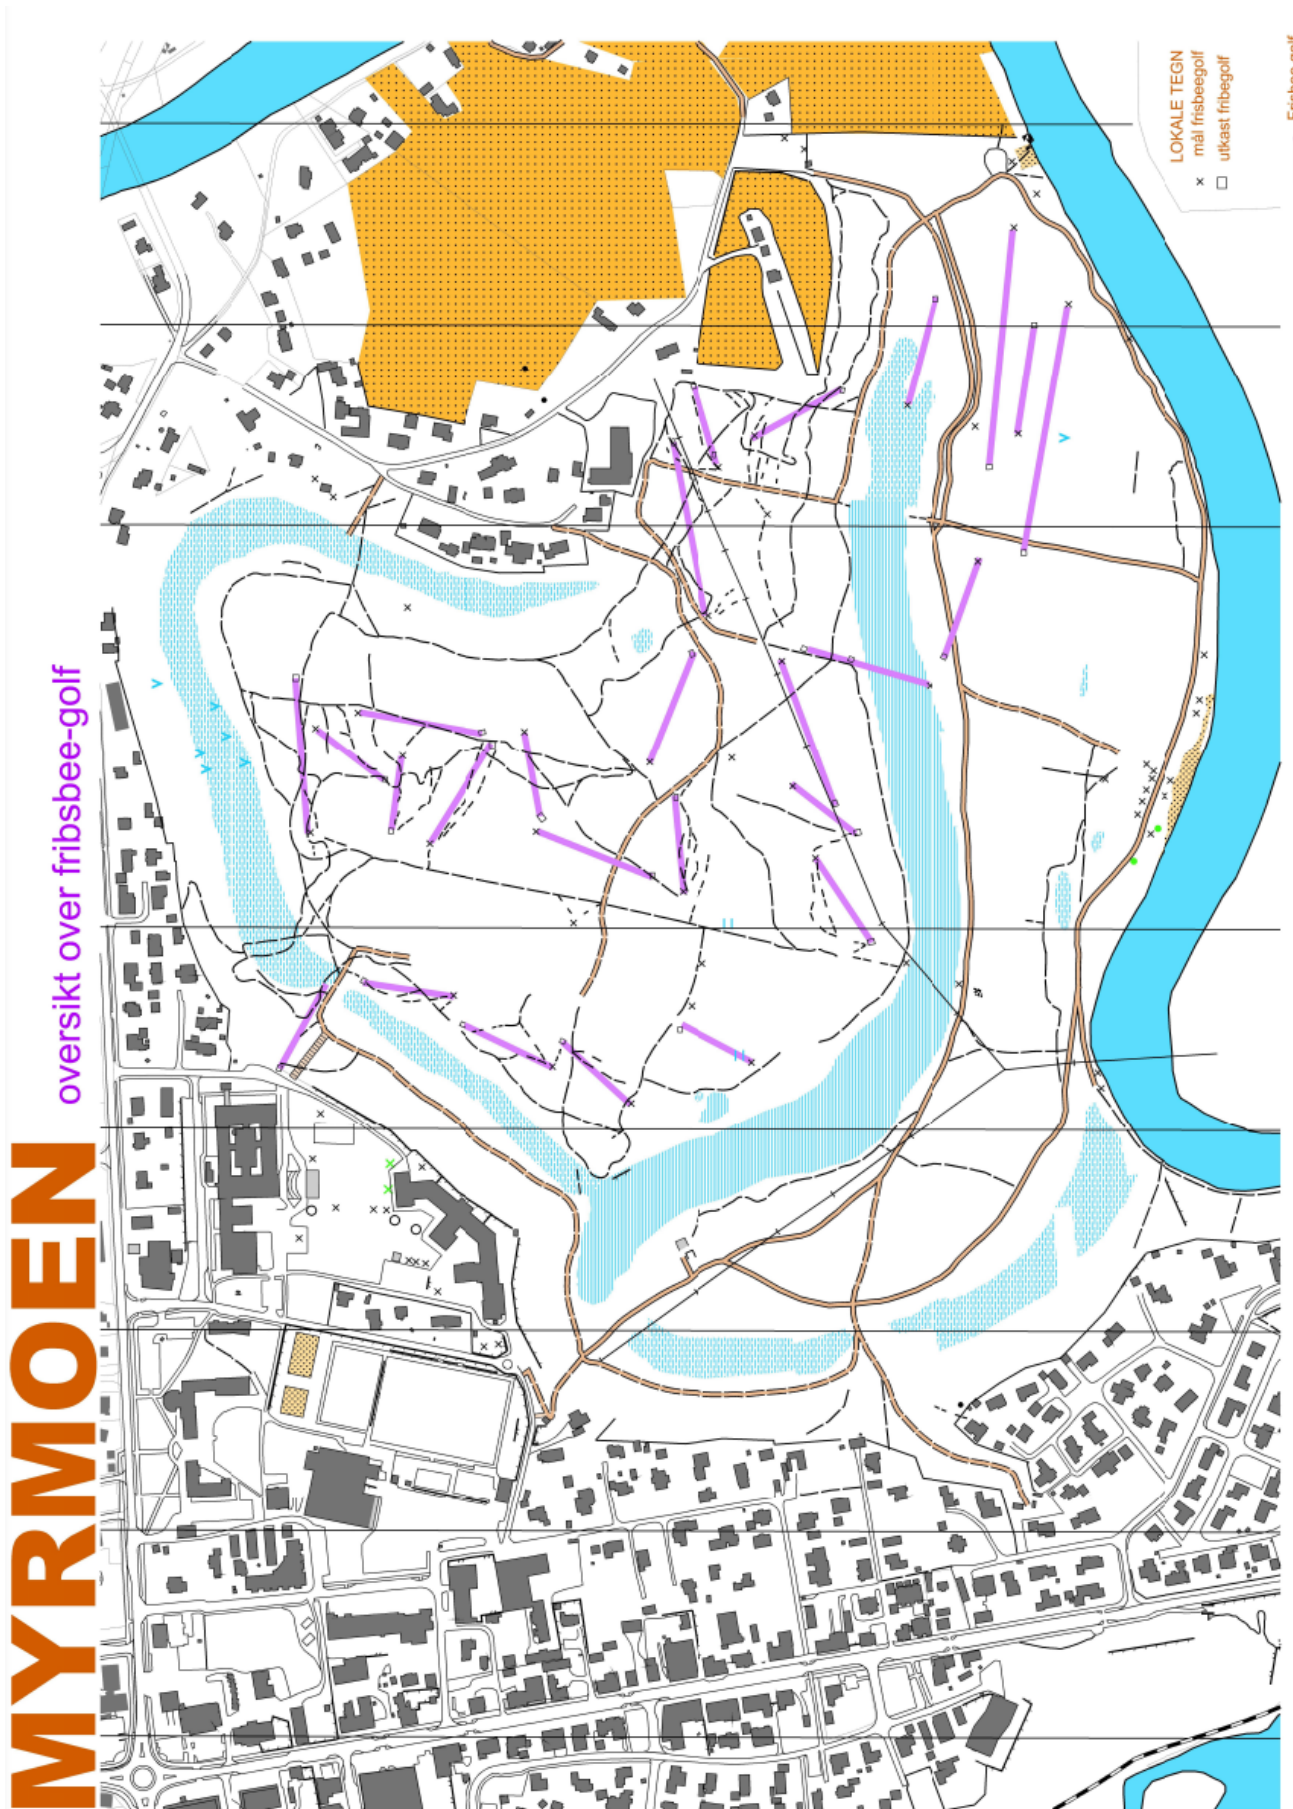 MYRMOEN
oversikt over fribsbee-golf
LOKALE TEGN
× mål frisbeegolf
□ utkast fribegolf